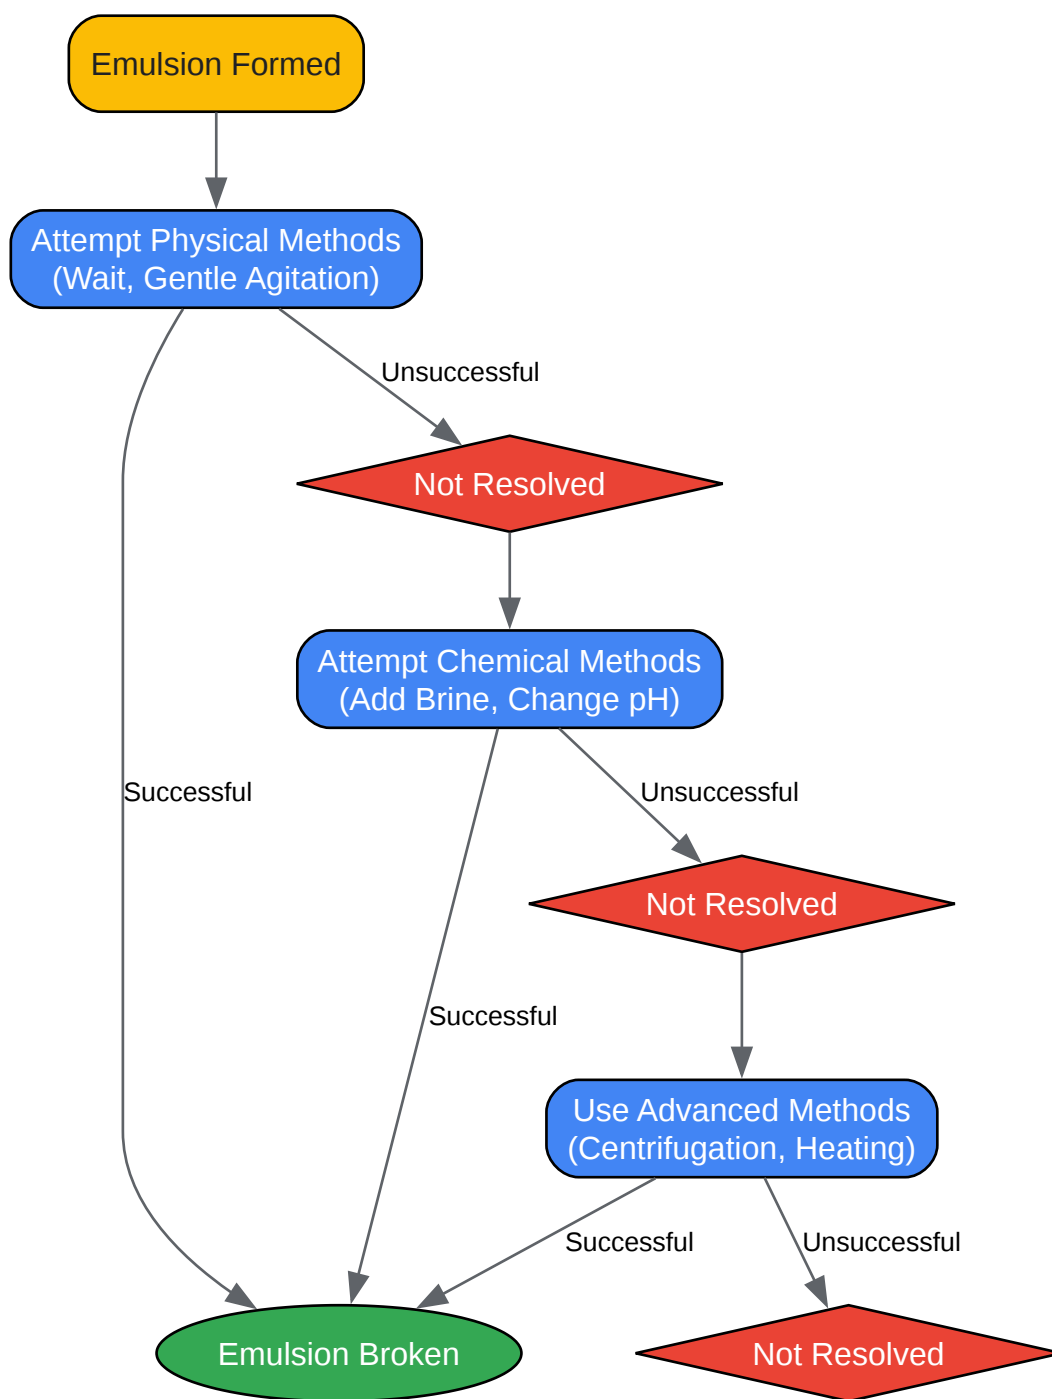 Emulsion Formed
Attempt Physical Methods
(Wait, Gentle Agitation)
Unsuccessful
Not Resolved
Attempt Chemical Methods
(Add Brine, Change pH)
Successful
Unsuccessful
Not Resolved
Successful
Use Advanced Methods
(Centrifugation, Heating)
Successful
Unsuccessful
Emulsion Broken
Not Resolved